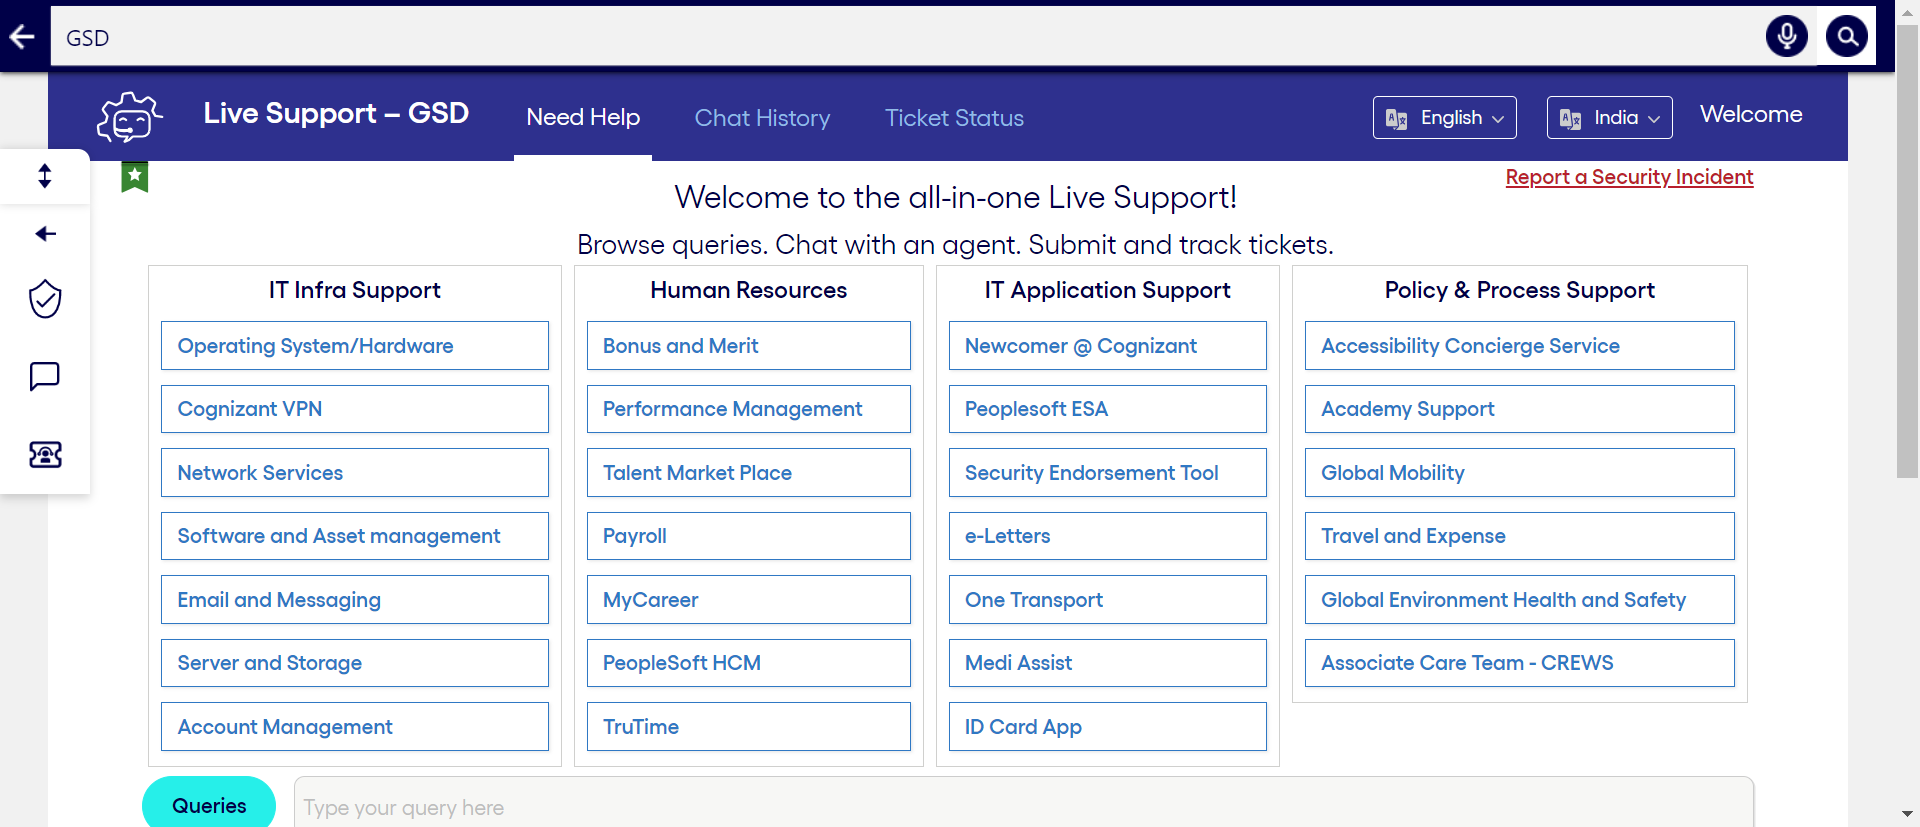 GSD
Live Support – GSD
Need Help
Chat History
Ticket Status
English
India
Welcome
Report a Security Incident
Welcome to the all-in-one Live Support!
Browse queries. Chat with an agent. Submit and track tickets.
IT Infra Support
Operating System/Hardware
Cognizant VPN
Network Services
Software and Asset management
Email and Messaging
Server and Storage
Account Management
Human Resources
Bonus and Merit
Performance Management
Talent Market Place
Payroll
MyCareer
PeopleSoft HCM
TruTime
IT Application Support
Newcomer @ Cognizant
Peoplesoft ESA
Security Endorsement Tool
e-Letters
One Transport
Medi Assist
ID Card App
Policy & Process Support
Accessibility Concierge Service
Academy Support
Global Mobility
Travel and Expense
Global Environment Health and Safety
Associate Care Team - CREWS
Queries
Type your query here